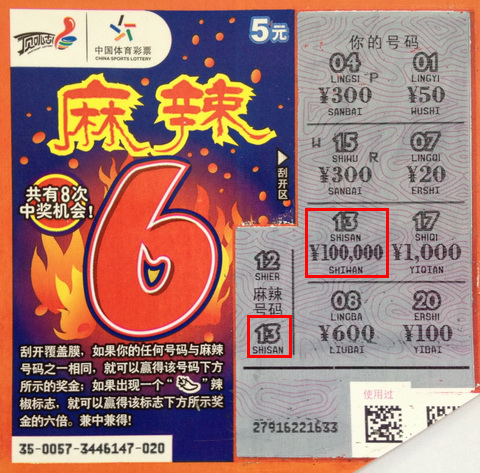 顶呱刮
中国体育彩票
CHINA SPORTS LOTTERY
5元
麻辣
6
共有8次
中奖机会!
刮开区
刮开覆盖膜,如果你的任何号码与麻辣
号码之一相同,就可以赢得该号码下方
所示的奖金;如果出现一个“ ”辣
椒标志,就可以赢得该标志下方所示奖
金的六倍。兼中兼得!
35-0057-3446147-020
12
SHIER
麻辣
号码
13
SHISAN
你的号码
04 01
LINGSI P LINGYI
¥300 ¥50
SANBAI WUSHI
W 15 07
SHIWU R LINGQI
¥300 ¥20
SANBAI ERSHI
13 17
SHISAN SHIQI
¥100,000 ¥1,000
SHIWAN YIQIAN
08 20
LINGBA ERSHI
¥600 ¥100
LIUBAI YIBAI
使用过
27916221633